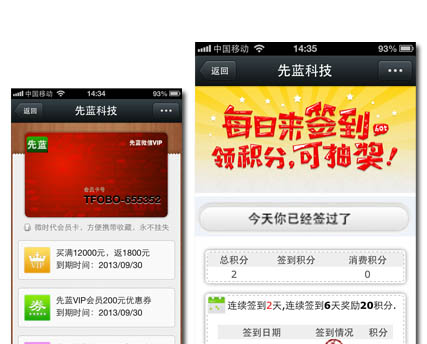 中国移动 14:34 93%
返回 先蓝科技
先蓝
先蓝微信VIP
会员卡号
TFOBO-655352
微时代会员卡，方便携带收藏，永不挂失
VIP
买满12000元，返1800元
到期时间：2013/09/30
券
先蓝VIP会员200元优惠券
到期时间：2013/09/30
中国移动 14:35 93%
返回 先蓝科技
每日来签到 hot
领积分,可抽奖！
今天你已经签过了
总积分 签到积分 消费积分
2 0
连续签到2天,连续签到6天奖励20积分.
签到日期 签到情况 积分